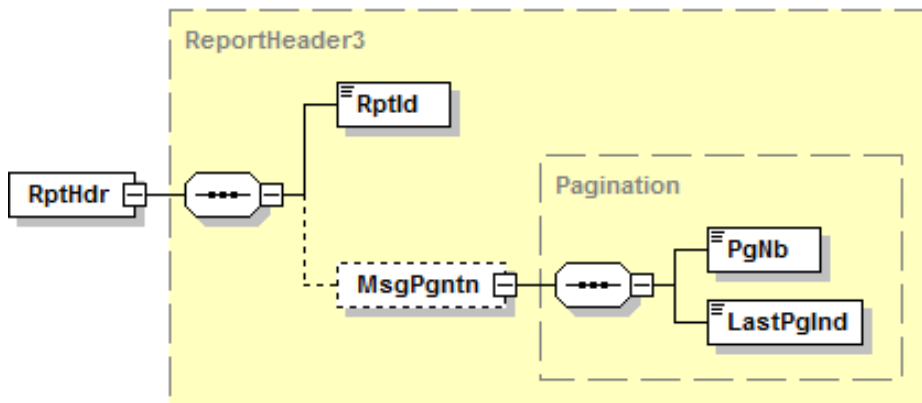 ReportHeader3
RptId
RptHdr
Pagination
PgNb
MsgPgntn
LastPgInd